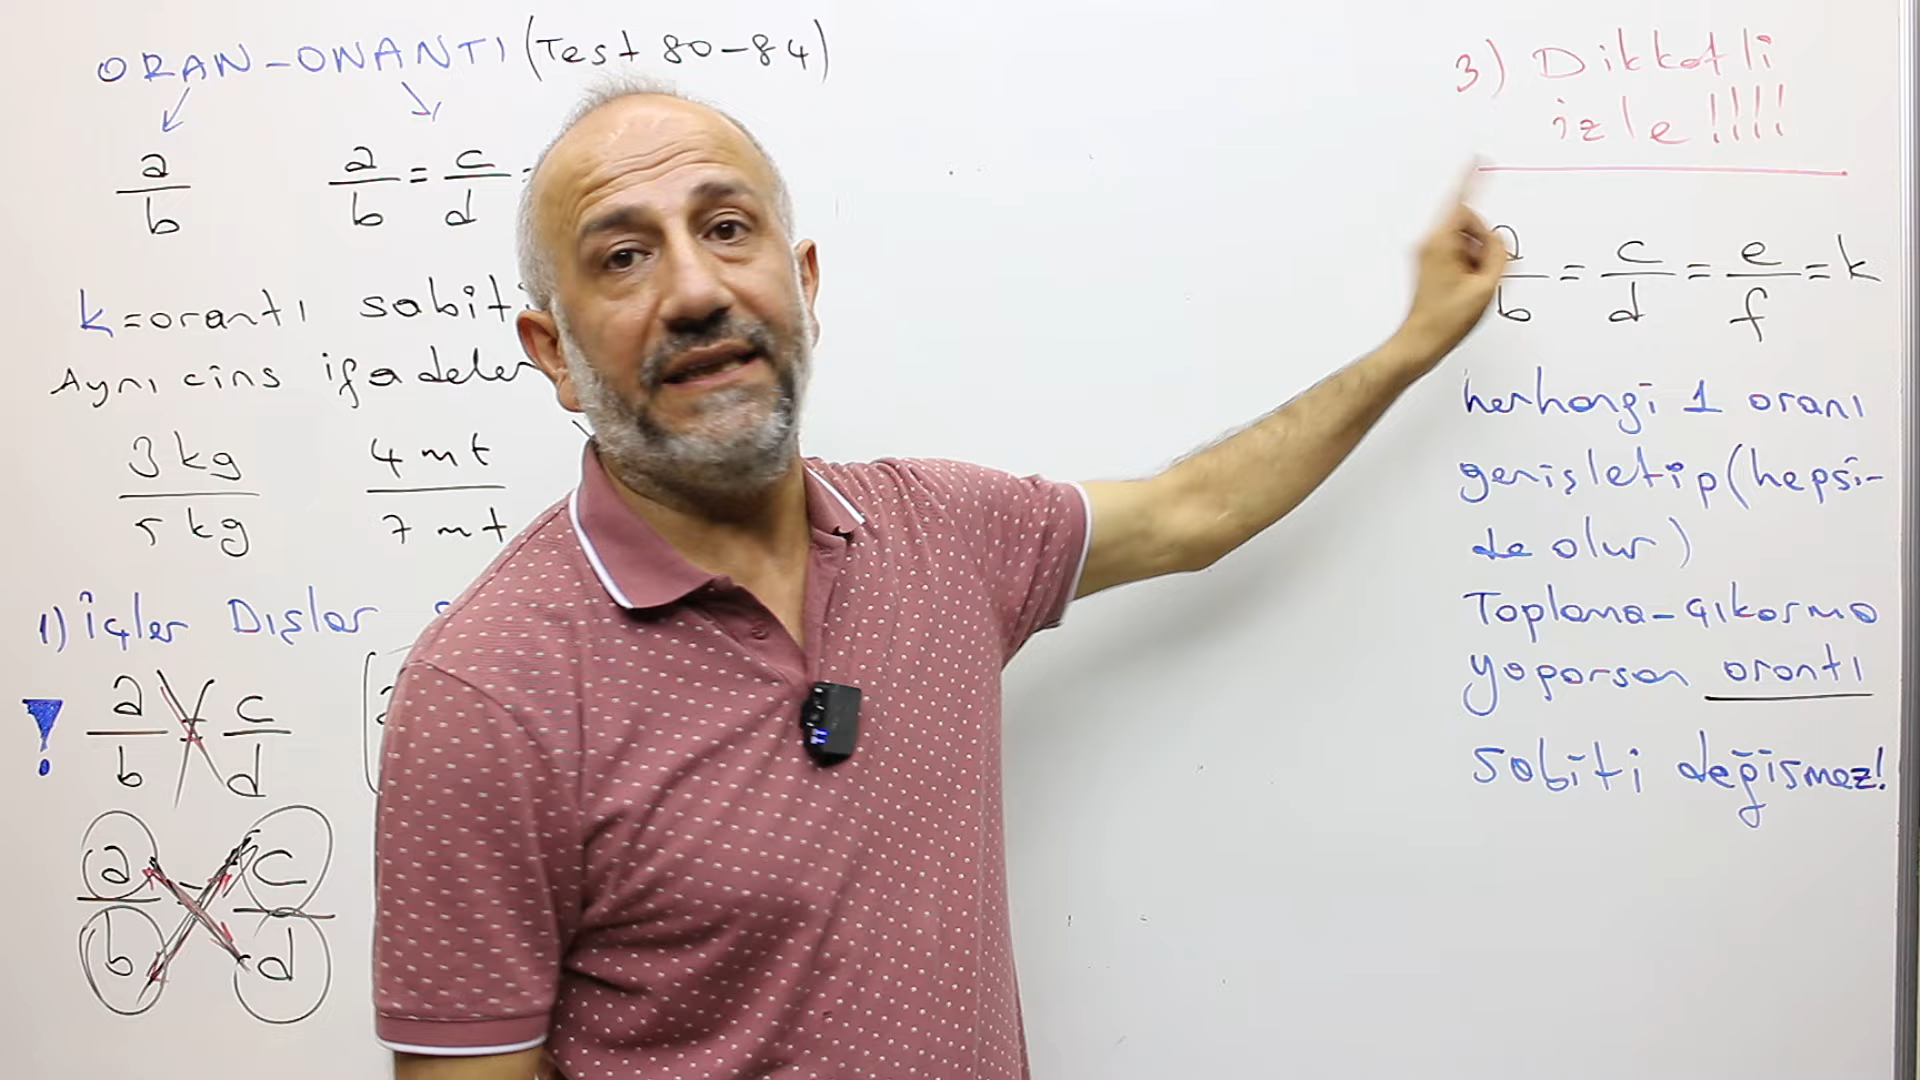 ORAN-ORANTI (Test 80-84)
a/b
a/b = c/d =
k=orantı sabiti
Aynı cins ifadeler
3 kg / 5 kg
4 mt / 7 mt
1) içler Dışlar
! a/b = c/d
a/b = c/d
3) Dikkatli
izle!!!!
a/b = c/d = e/f = k
herhangi 1 oranı
genişletip (hepsi-
de olur)
Toplama-çıkarma
yaparsan orantı
sabiti değişmez!